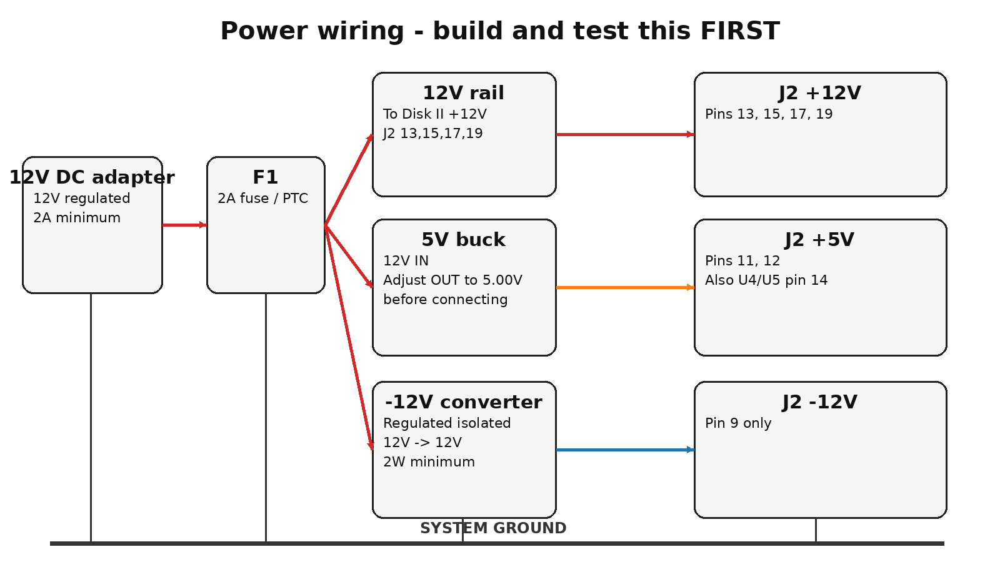 Power wiring - build and test this FIRST
12V DC adapter
12V regulated
2A minimum
F1
2A fuse / PTC
12V rail
To Disk II +12V
J2 13,15,17,19
J2 +12V
Pins 13, 15, 17, 19
5V buck
12V IN
Adjust OUT to 5.00V
before connecting
J2 +5V
Pins 11, 12
Also U4/U5 pin 14
-12V converter
Regulated isolated
12V -> 12V
2W minimum
J2 -12V
Pin 9 only
SYSTEM GROUND